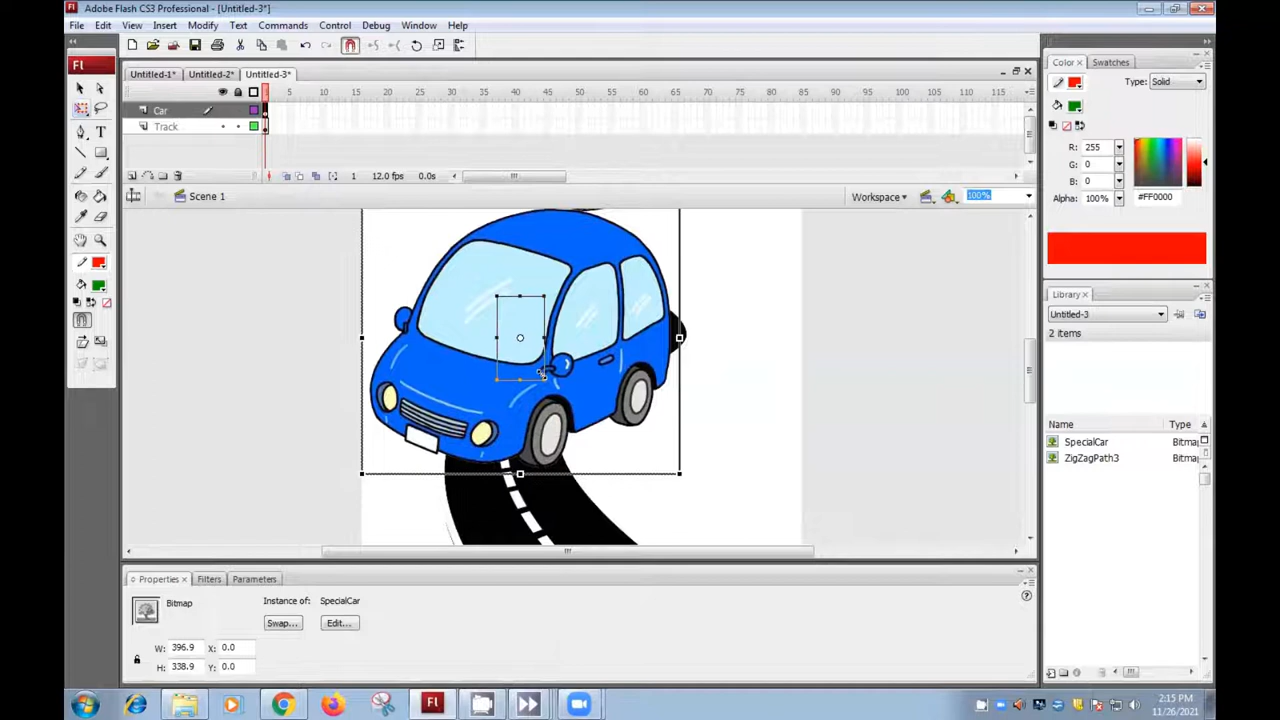 Adobe Flash CS3 Professional - [Untitled-3*]
File Edit View Insert Modify Text Commands Control Debug Window Help
Fl
Untitled-1* Untitled-2* Untitled-3*
5 10 15 20 25 30 35 40 45 50 55 60 65 70 75 80 85 90 95 100 105 110 115
Car
Track
1 12.0 fps 0.0s
Scene 1
Workspace
100%
Color Swatches
Type: Solid
R: 255
G: 0
B: 0
Alpha: 100%
#FF0000
Library
Untitled-3
2 items
Name Type
SpecialCar Bitma
ZigZagPath3 Bitma
Properties Filters Parameters
Bitmap
Instance of: SpecialCar
Swap... Edit...
W: 396.9 X: 0.0
H: 338.9 Y: 0.0
Fl
2:15 PM
11/26/2021